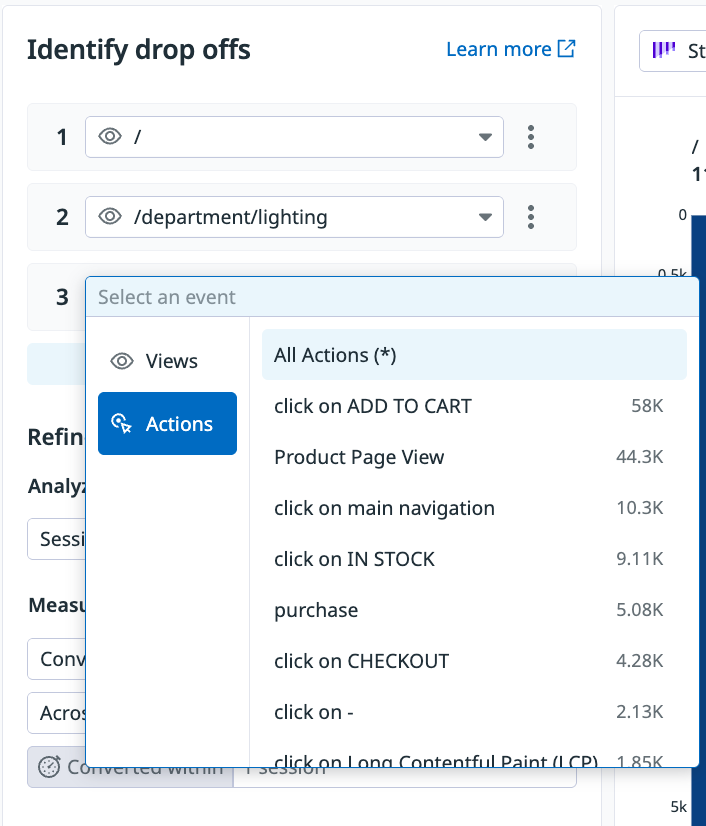 Identify drop offs
Learn more
St
1
/
/
2
/department/lighting
0
3
Select an event
0.5k
Views
Actions
All Actions (*)
click on ADD TO CART 58K
Product Page View 44.3K
click on main navigation 10.3K
click on IN STOCK 9.11K
purchase 5.08K
click on CHECKOUT 4.28K
click on - 2.13K
click on Long Contentful Paint (LCP) 1.85K
Refin
Analyz
Sessi
Measu
Conv
Acros
Converted within
1 session
5k